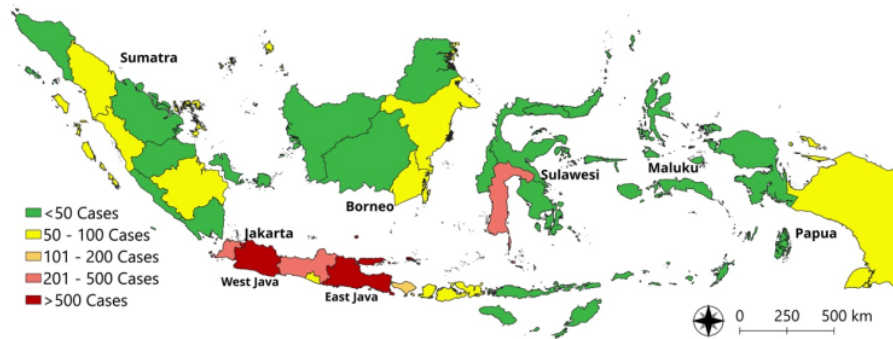 Sumatra
Borneo
Sulawesi
Maluku
Papua
Jakarta
West Java
East Java
<50 Cases
50 - 100 Cases
101 - 200 Cases
201 - 500 Cases
>500 Cases
0 250 500 km